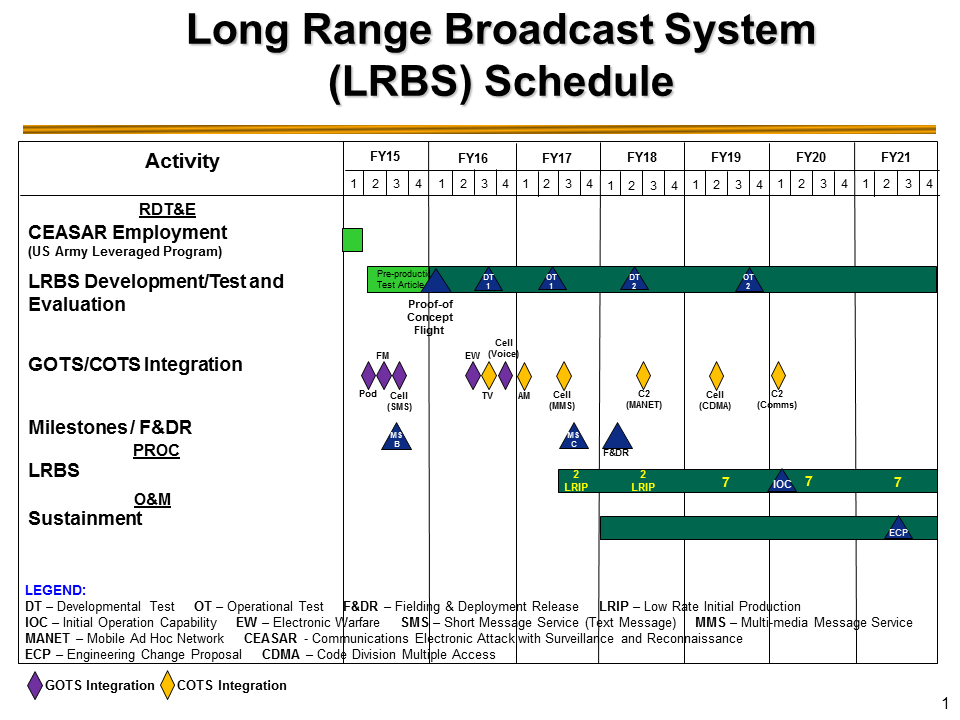 Long Range Broadcast System
(LRBS) Schedule
Activity
FY15 FY16 FY17 FY18 FY19 FY20 FY21
1 2 3 4 1 2 3 4 1 2 3 4 1 2 3 4 1 2 3 4 1 2 3 4 1 2 3 4
RDT&E
CEASAR Employment
(US Army Leveraged Program)
LRBS Development/Test and
Evaluation
Pre-producti
Test Article
DT
1
OT
1
DT
2
OT
2
Proof-of
Concept
Flight
GOTS/COTS Integration
FM
Pod
Cell
(SMS)
EW
Cell
(Voice)
TV
AM
Cell
(MMS)
C2
(MANET)
Cell
(CDMA)
C2
(Comms)
Milestones / F&DR
MS
B
MS
C
F&DR
PROC
LRBS
2
LRIP
2
LRIP
7
IOC
7
7
O&M
Sustainment
ECP
LEGEND:
DT – Developmental Test OT – Operational Test F&DR – Fielding & Deployment Release LRIP – Low Rate Initial Production
IOC – Initial Operation Capability EW – Electronic Warfare SMS – Short Message Service (Text Message) MMS – Multi-media Message Service
MANET – Mobile Ad Hoc Network CEASAR - Communications Electronic Attack with Surveillance and Reconnaissance
ECP – Engineering Change Proposal CDMA – Code Division Multiple Access
GOTS Integration COTS Integration
1